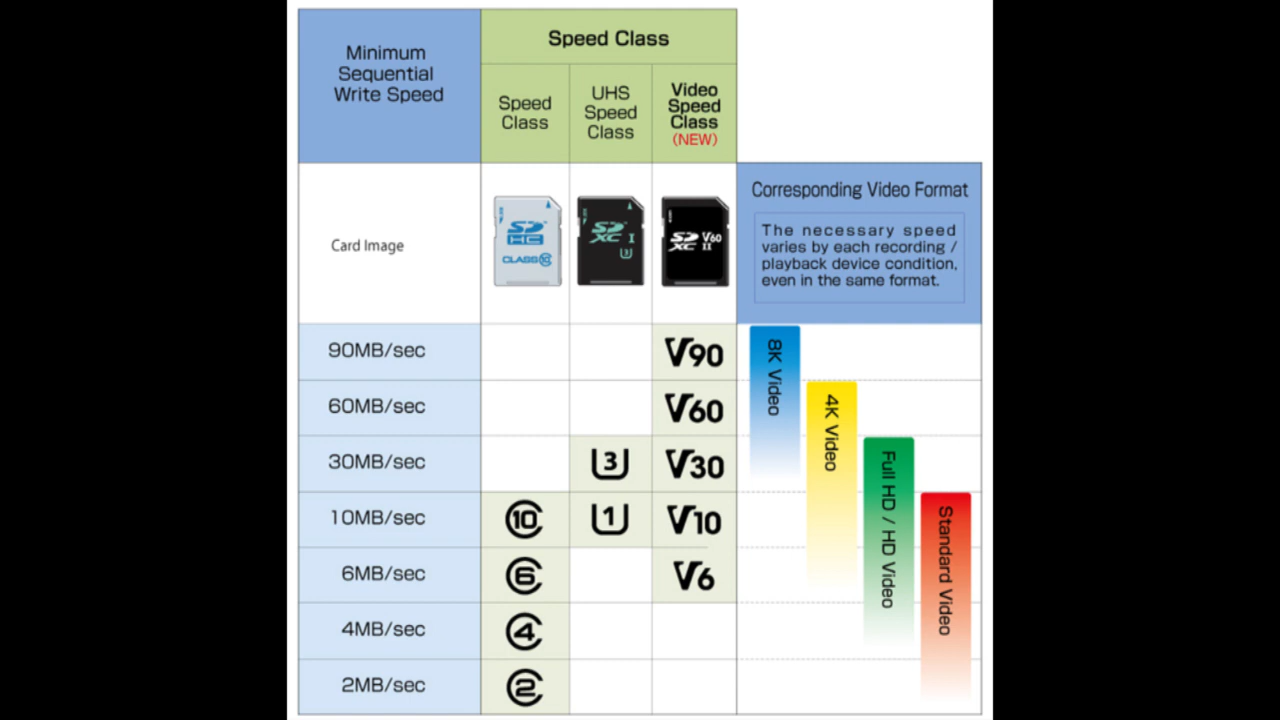 Minimum
Sequential
Write Speed
Speed Class
Speed
Class
UHS
Speed
Class
Video
Speed
Class
(NEW)
Card Image
SD
HC
CLASS 10
SD
XC I
3
SD
XC
V60
II
Corresponding Video Format
The necessary speed
varies by each recording /
playback device condition,
even in the same format.
90MB/sec
V90
60MB/sec
V60
30MB/sec
3
V30
10MB/sec
10
1
V10
6MB/sec
6
V6
4MB/sec
4
2MB/sec
2
8K Video
4K Video
Full HD / HD Video
Standard Video